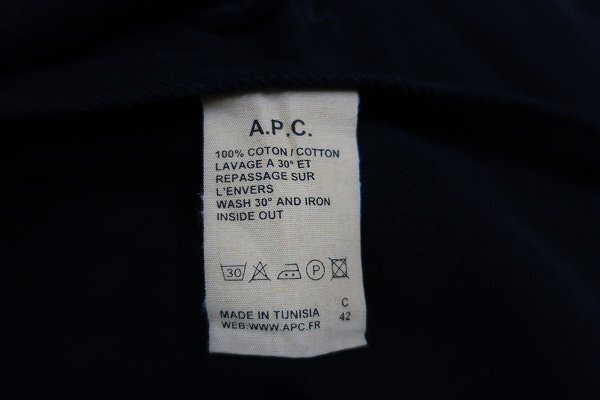 A.P.C.
100% COTON / COTTON
LAVAGE A 30° ET
REPASSAGE SUR
L'ENVERS
WASH 30° AND IRON
INSIDE OUT
30 P
C
MADE IN TUNISIA 42
WEB:WWW.APC.FR